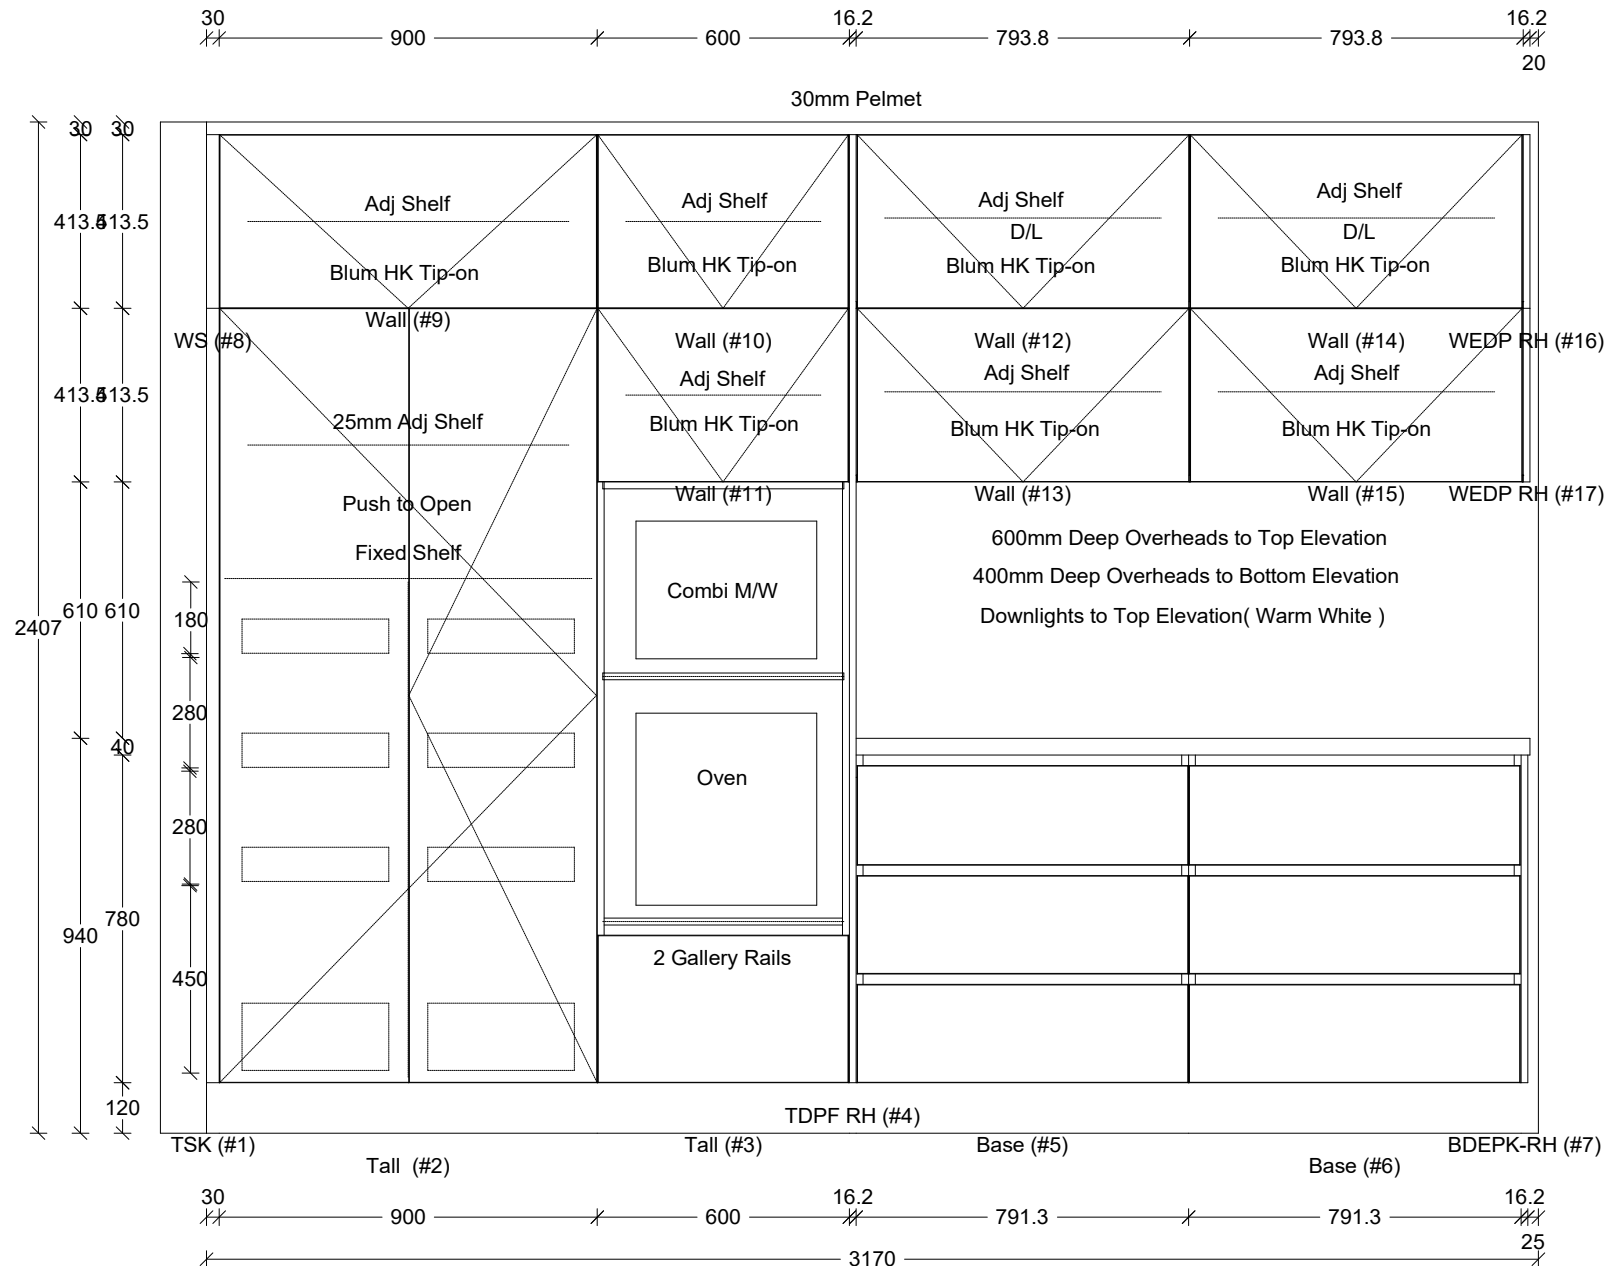 30
16.2
16.2
900
600
793.8
793.8
20
30mm Pelmet
30
30
Adj Shelf
Adj Shelf
Adj Shelf
Adj Shelf
413.5
413.5
D/L
D/L
Blum HK Tip-on
Blum HK Tip-on
Blum HK Tip-on
Blum HK Tip-on
Wall (#9)
WS (#8)
Wall (#10)
Wall (#12)
Wall (#14)
WEDP RH (#16)
Adj Shelf
Adj Shelf
Adj Shelf
413.5
413.5
25mm Adj Shelf
Blum HK Tip-on
Blum HK Tip-on
Blum HK Tip-on
Wall (#11)
Wall (#13)
Wall (#15)
WEDP RH (#17)
Push to Open
600mm Deep Overheads to Top Elevation
Fixed Shelf
400mm Deep Overheads to Bottom Elevation
Combi M/W
2407
610
610
180
Downlights to Top Elevation( Warm White )
280
40
Oven
280
780
940
2 Gallery Rails
450
120
TDPF RH (#4)
TSK (#1)
Tall (#3)
Base (#5)
BDEPK-RH (#7)
Tall (#2)
Base (#6)
30
16.2
16.2
900
600
791.3
791.3
25
3170